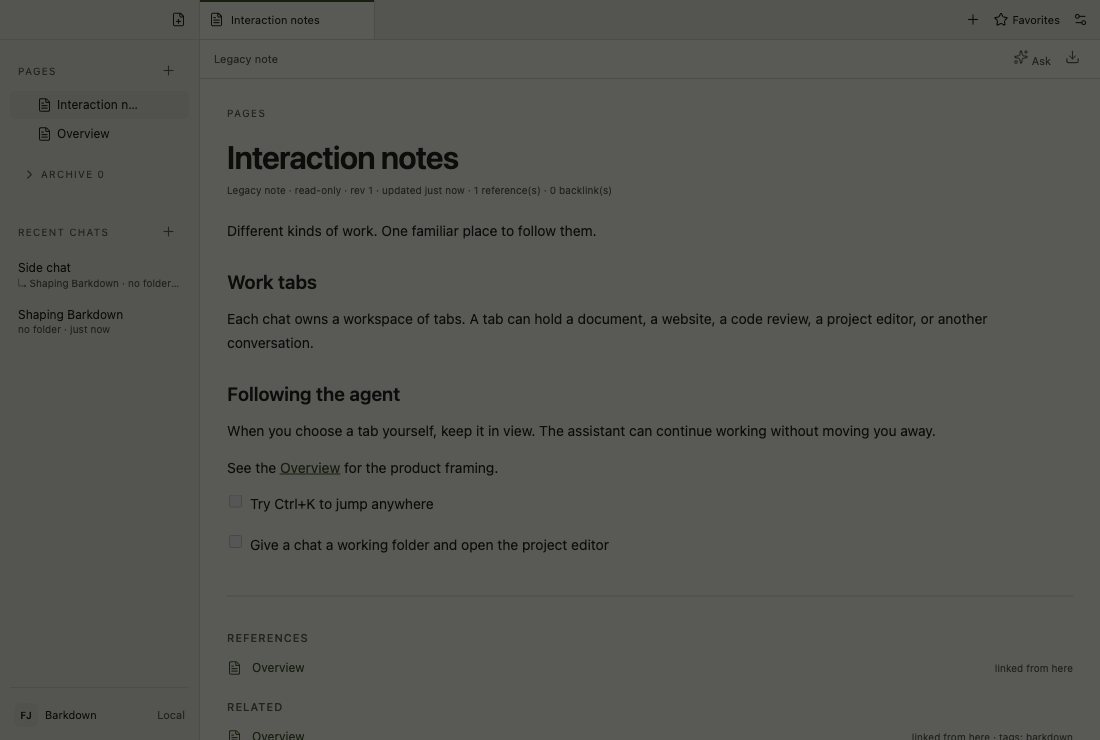 Interaction notes
Favorites
Legacy note
Ask
PAGES
Interaction n...
Overview
ARCHIVE 0
RECENT CHATS
Side chat
Shaping Barkdown · no folder...
Shaping Barkdown
no folder · just now
FJ
Barkdown
Local
PAGES
Interaction notes
Legacy note · read-only · rev 1 · updated just now · 1 reference(s) · 0 backlink(s)
Different kinds of work. One familiar place to follow them.
Work tabs
Each chat owns a workspace of tabs. A tab can hold a document, a website, a code review, a project editor, or another
conversation.
Following the agent
When you choose a tab yourself, keep it in view. The assistant can continue working without moving you away.
See the Overview for the product framing.
Try Ctrl+K to jump anywhere
Give a chat a working folder and open the project editor
REFERENCES
Overview linked from here
RELATED
Overview linked from here · tags: barkdown